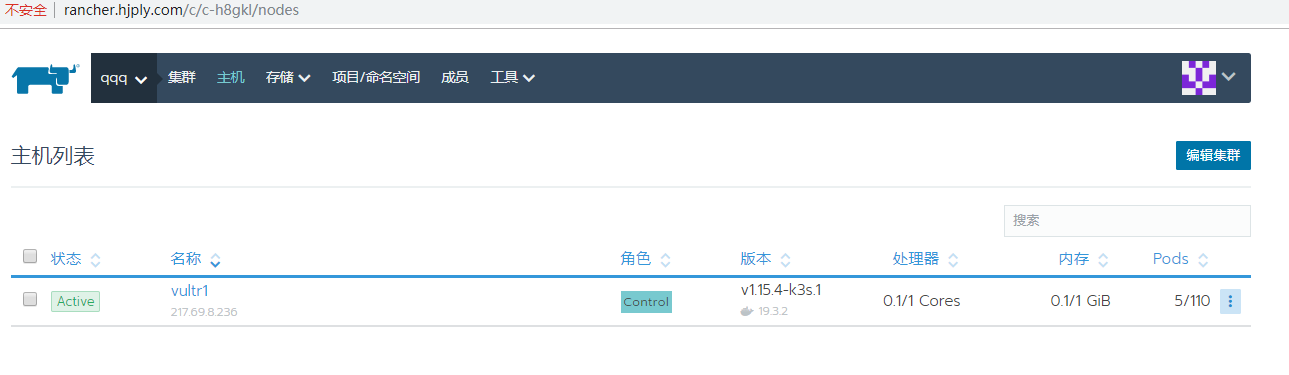 不安全 rancher.hjply.com/c/c-h8gkl/nodes
qqq 集群 主机 存储 项目/命名空间 成员 工具
主机列表 编辑集群
搜索
状态 名称 角色 版本 处理器 内存 Pods
Active vultr1 Control v1.15.4-k3s.1 0.1/1 Cores 0.1/1 GiB 5/110
217.69.8.236 19.3.2